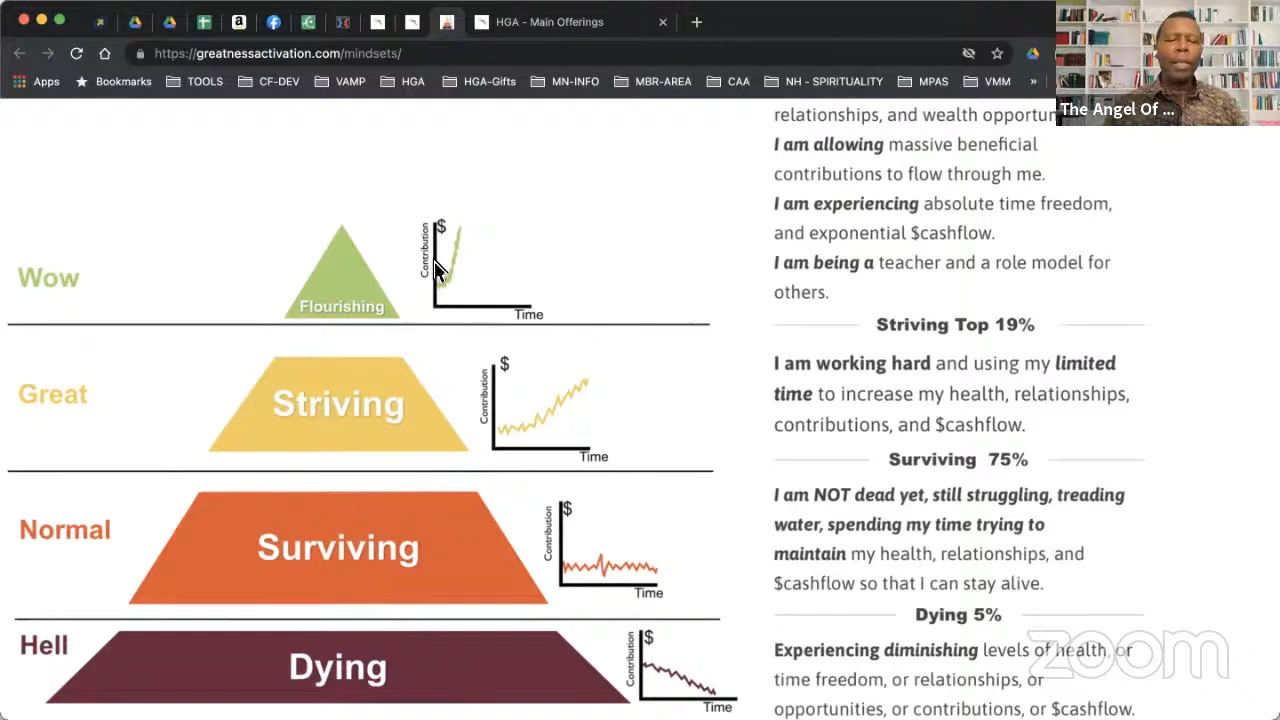 HGA - Main Offerings
https://greatnessactivation.com/mindsets/
Apps
Bookmarks
TOOLS
CF-DEV
VAMP
HGA
HGA-Gifts
MN-INFO
MBR-AREA
CAA
NH - SPIRITUALITY
MPAS
VMM
»
The Angel Of ...
Wow
Flourishing
Contribution
$
Time
Great
Striving
Contribution
$
Time
Normal
Surviving
Contribution
$
Time
Hell
Dying
Contribution
$
Time
relationships, and wealth
I am allowing massive beneficial
contributions to flow through me.
I am experiencing absolute time freedom,
and exponential $cashflow.
I am being a teacher and a role model for
others.
Striving Top 19%
I am working hard and using my limited
time to increase my health, relationships,
contributions, and $cashflow.
Surviving 75%
I am NOT dead yet, still struggling, treading
water, spending my time trying to
maintain my health, relationships, and
$cashflow so that I can stay alive.
Dying 5%
Experiencing diminishing levels of health, or
time freedom, or relationships, or
opportunities, or contributions, or $cashflow.
zoom